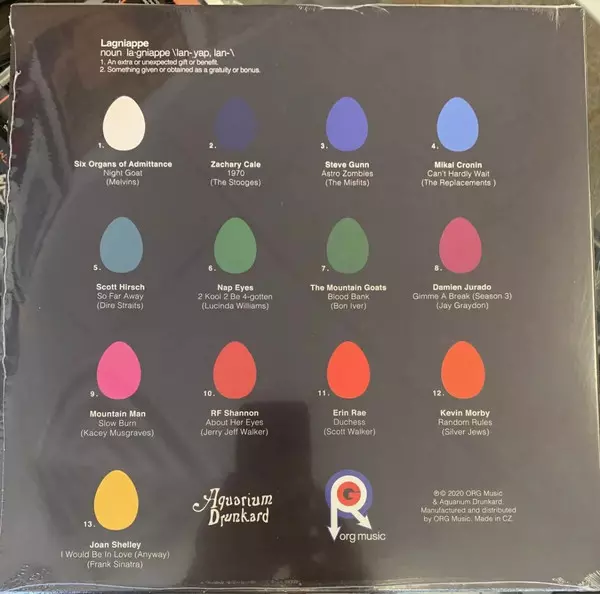 Lagniappe
noun la·gniappe \lan-ˌyap, lan-\
1. An extra or unexpected gift or benefit.
2. Something given or obtained as a gratuity or bonus.
1.
Six Organs of Admittance
Night Goat
(Melvins)
2.
Zachary Cale
1970
(The Stooges)
3.
Steve Gunn
Astro Zombies
(The Misfits)
4.
Mikal Cronin
Can't Hardly Wait
(The Replacements )
5.
Scott Hirsch
So Far Away
(Dire Straits)
6.
Nap Eyes
2 Kool 2 Be 4-gotten
(Lucinda Williams)
7.
The Mountain Goats
Blood Bank
(Bon Iver)
8.
Damien Jurado
Gimme A Break (Season 3)
(Jay Graydon)
9.
Mountain Man
Slow Burn
(Kacey Musgraves)
10.
RF Shannon
About Her Eyes
(Jerry Jeff Walker)
11.
Erin Rae
Duchess
(Scott Walker)
12.
Kevin Morby
Random Rules
(Silver Jews)
13.
Joan Shelley
I Would Be In Love (Anyway)
(Frank Sinatra)
Aquarium
Drunkard
ORG
org music
℗ © 2020 ORG Music
& Aquarium Drunkard.
Manufactured and distributed
by ORG Music. Made in CZ.